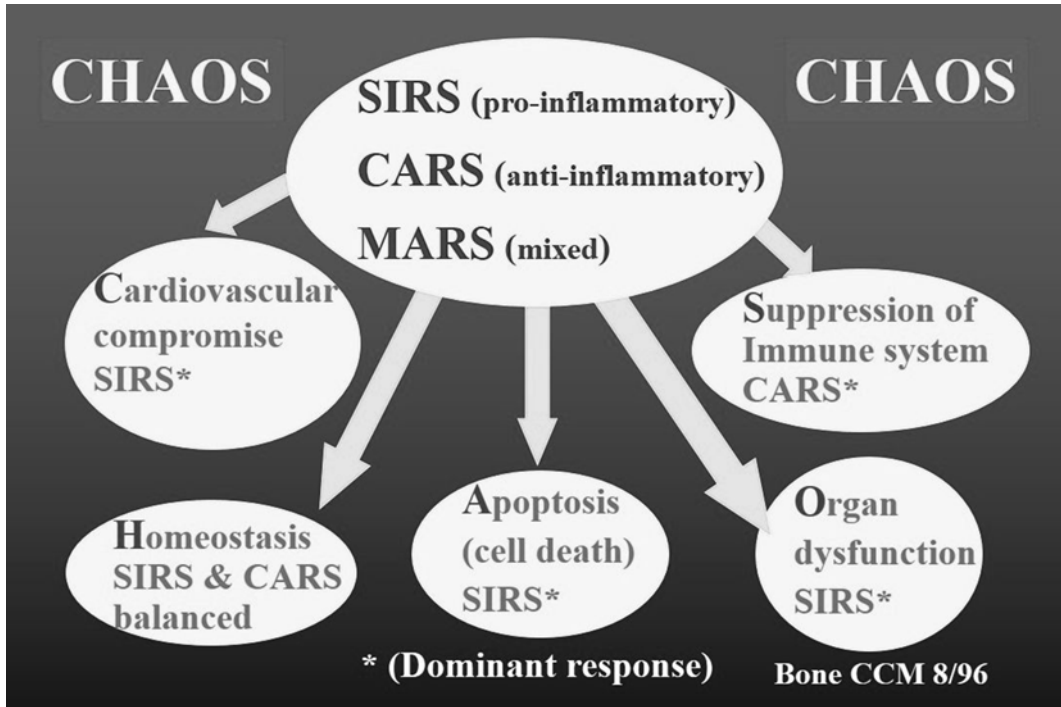 CHAOS
CHAOS
SIRS (pro-inflammatory)
CARS (anti-inflammatory)
MARS (mixed)
Cardiovascular
compromise
SIRS*
Suppression of
Immune system
CARS*
Homeostasis
SIRS & CARS
balanced
Apoptosis
(cell death)
SIRS*
Organ
dysfunction
SIRS*
* (Dominant response)
Bone CCM 8/96